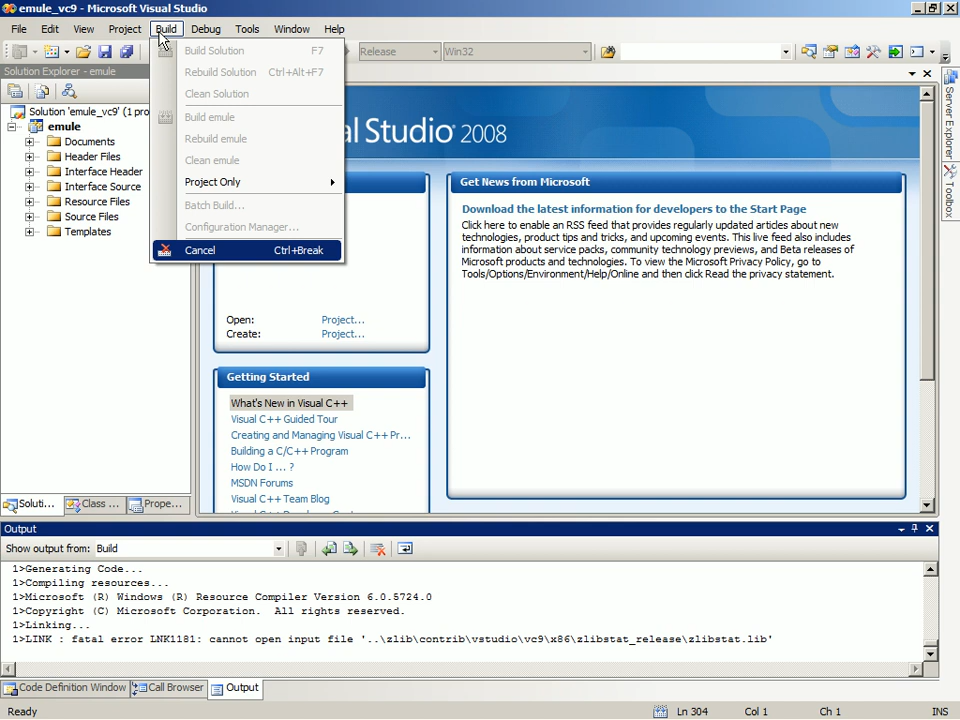 emule_vc9 - Microsoft Visual Studio
File Edit View Project Build Debug Tools Window Help
Release Win32
Build Solution F7
Rebuild Solution Ctrl+Alt+F7
Clean Solution
Build emule
Rebuild emule
Clean emule
Project Only
Batch Build...
Configuration Manager...
Cancel Ctrl+Break
Solution Explorer - emule
Solution 'emule_vc9' (1 pro
emule
Documents
Header Files
Interface Header
Interface Source
Resource Files
Source Files
Templates
Soluti... Class ... Prope...
al Studio 2008
Open: Project...
Create: Project...
Getting Started
What's New in Visual C++
Visual C++ Guided Tour
Creating and Managing Visual C++ Pr...
Building a C/C++ Program
How Do I ... ?
MSDN Forums
Visual C++ Team Blog
Get News from Microsoft
Download the latest information for developers to the Start Page
Click here to enable an RSS feed that provides regularly updated articles about new
technologies, product tips and tricks, and upcoming events. This live feed also includes
information about service packs, community technology previews, and Beta releases of
Microsoft products and technologies. To view the Microsoft Privacy Policy, go to
Tools/Options/Environment/Help/Online and then click Read the privacy statement.
Server Explorer
Toolbox
Output
Show output from: Build
1>Generating Code...
1>Compiling resources...
1>Microsoft (R) Windows (R) Resource Compiler Version 6.0.5724.0
1>Copyright (C) Microsoft Corporation.  All rights reserved.
1>Linking...
1>LINK : fatal error LNK1181: cannot open input file '..\zlib\contrib\vstudio\vc9\x86\zlibstat_release\zlibstat.lib'
Code Definition Window Call Browser Output
Ready Ln 304 Col 1 Ch 1 INS